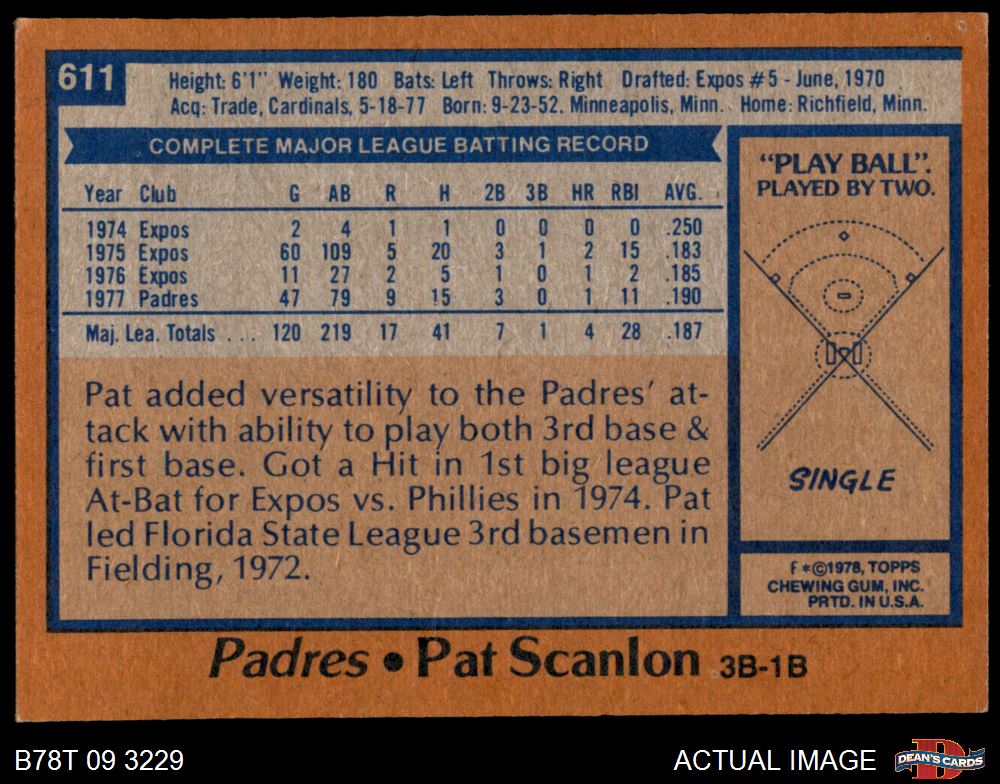 611
Height: 6'1" Weight: 180 Bats: Left Throws: Right Drafted: Expos #5 - June, 1970
Acq: Trade, Cardinals, 5-18-77 Born: 9-23-52, Minneapolis, Minn. Home: Richfield, Minn.
COMPLETE MAJOR LEAGUE BATTING RECORD
Year Club G AB R H 2B 3B HR RBI AVG.
1974 Expos 2 4 1 1 0 0 0 0 .250
1975 Expos 60 109 5 20 3 1 2 15 .183
1976 Expos 11 27 2 5 1 0 1 2 .185
1977 Padres 47 79 9 15 3 0 1 11 .190
Maj. Lea. Totals ... 120 219 17 41 7 1 4 28 .187
Pat added versatility to the Padres' at-
tack with ability to play both 3rd base &
first base. Got a Hit in 1st big league
At-Bat for Expos vs. Phillies in 1974. Pat
led Florida State League 3rd basemen in
Fielding, 1972.
"PLAY BALL".
PLAYED BY TWO.
SINGLE
F*©1978, TOPPS
CHEWING GUM, INC.
PRTD. IN U.S.A.
Padres • Pat Scanlon 3B-1B
B78T 09 3229
ACTUAL IMAGE
DEAN'S CARDS